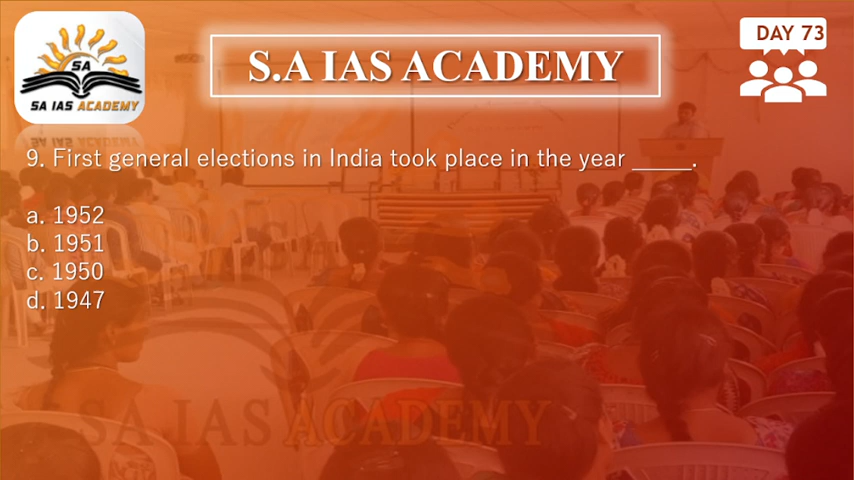 SA
SA IAS ACADEMY
S.A IAS ACADEMY
DAY 73
9. First general elections in India took place in the year _____.
a. 1952
b. 1951
c. 1950
d. 1947
SA
SA IAS ACADEMY